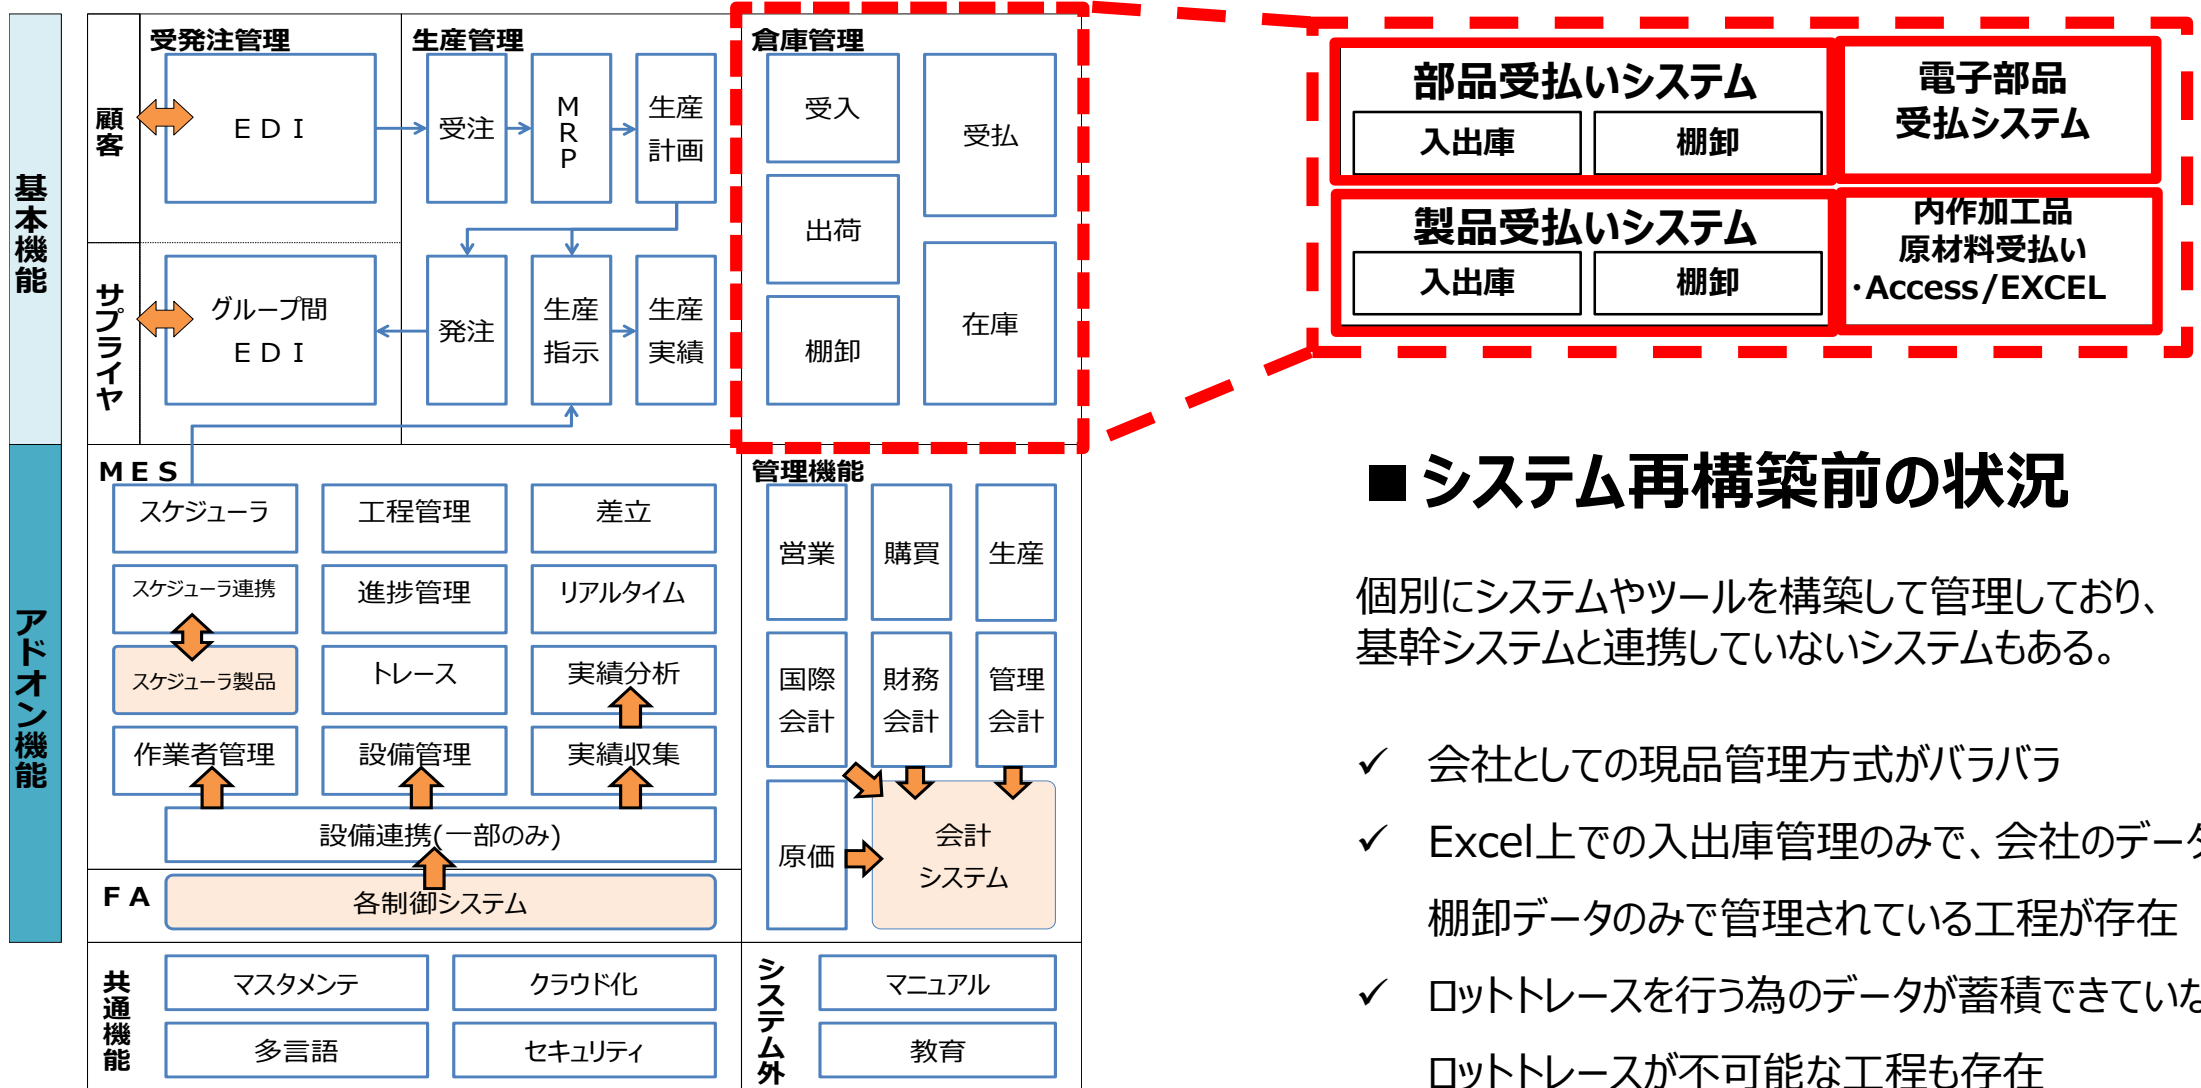 基本機能
アドオン機能
顧客
サプライヤ
受発注管理
ＥＤＩ
グループ間
ＥＤＩ
生産管理
受注
ＭＲＰ
生産
計画
発注
生産
指示
生産
実績
倉庫管理
受入
出荷
棚卸
受払
在庫
ＭＥＳ
スケジューラ
工程管理
差立
スケジューラ連携
進捗管理
リアルタイム
スケジューラ製品
トレース
実績分析
作業者管理
設備管理
実績収集
設備連携(一部のみ)
ＦＡ
各制御システム
管理機能
営業
購買
生産
国際
会計
財務
会計
管理
会計
原価
会計
システム
共通機能
マスタメンテ
クラウド化
多言語
セキュリティ
システム外
マニュアル
教育
部品受払いシステム
入出庫
棚卸
電子部品
受払システム
製品受払いシステム
入出庫
棚卸
内作加工品
原材料受払い
・Access/EXCEL
■システム再構築前の状況
個別にシステムやツールを構築して管理しており、
基幹システムと連携していないシステムもある。
✓ 会社としての現品管理方式がバラバラ
✓ Excel上での入出庫管理のみで、会社のデータ
棚卸データのみで管理されている工程が存在
✓ ロットトレースを行う為のデータが蓄積できていな
ロットトレースが不可能な工程も存在